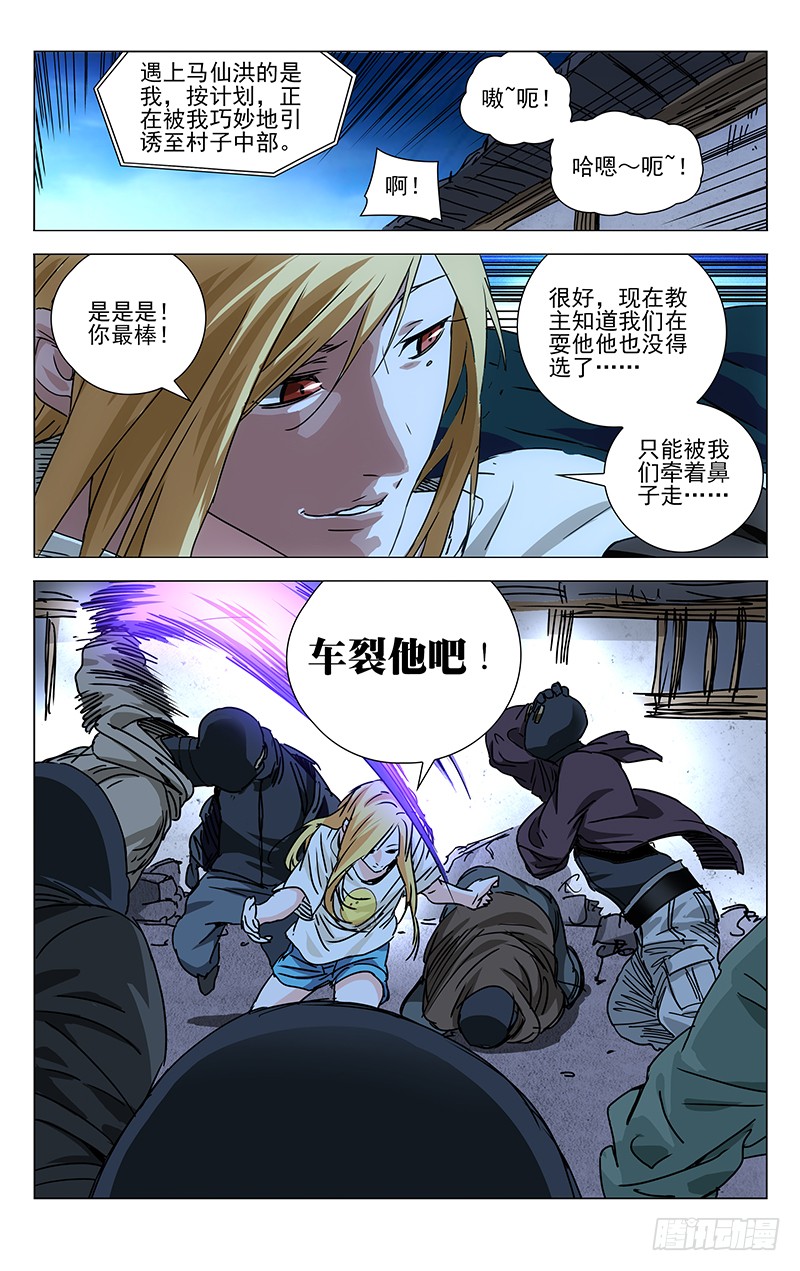 遇上马仙洪的是
我，按计划，正
在被我巧妙地引
诱至村子中部。
啊！
嗷~呃！
哈嗯～呃~！
是是是！
你最棒！
很好，现在教
主知道我们在
耍他他也没得
选了……
只能被我
们牵着鼻
子走……
车裂他吧！
腾讯动漫